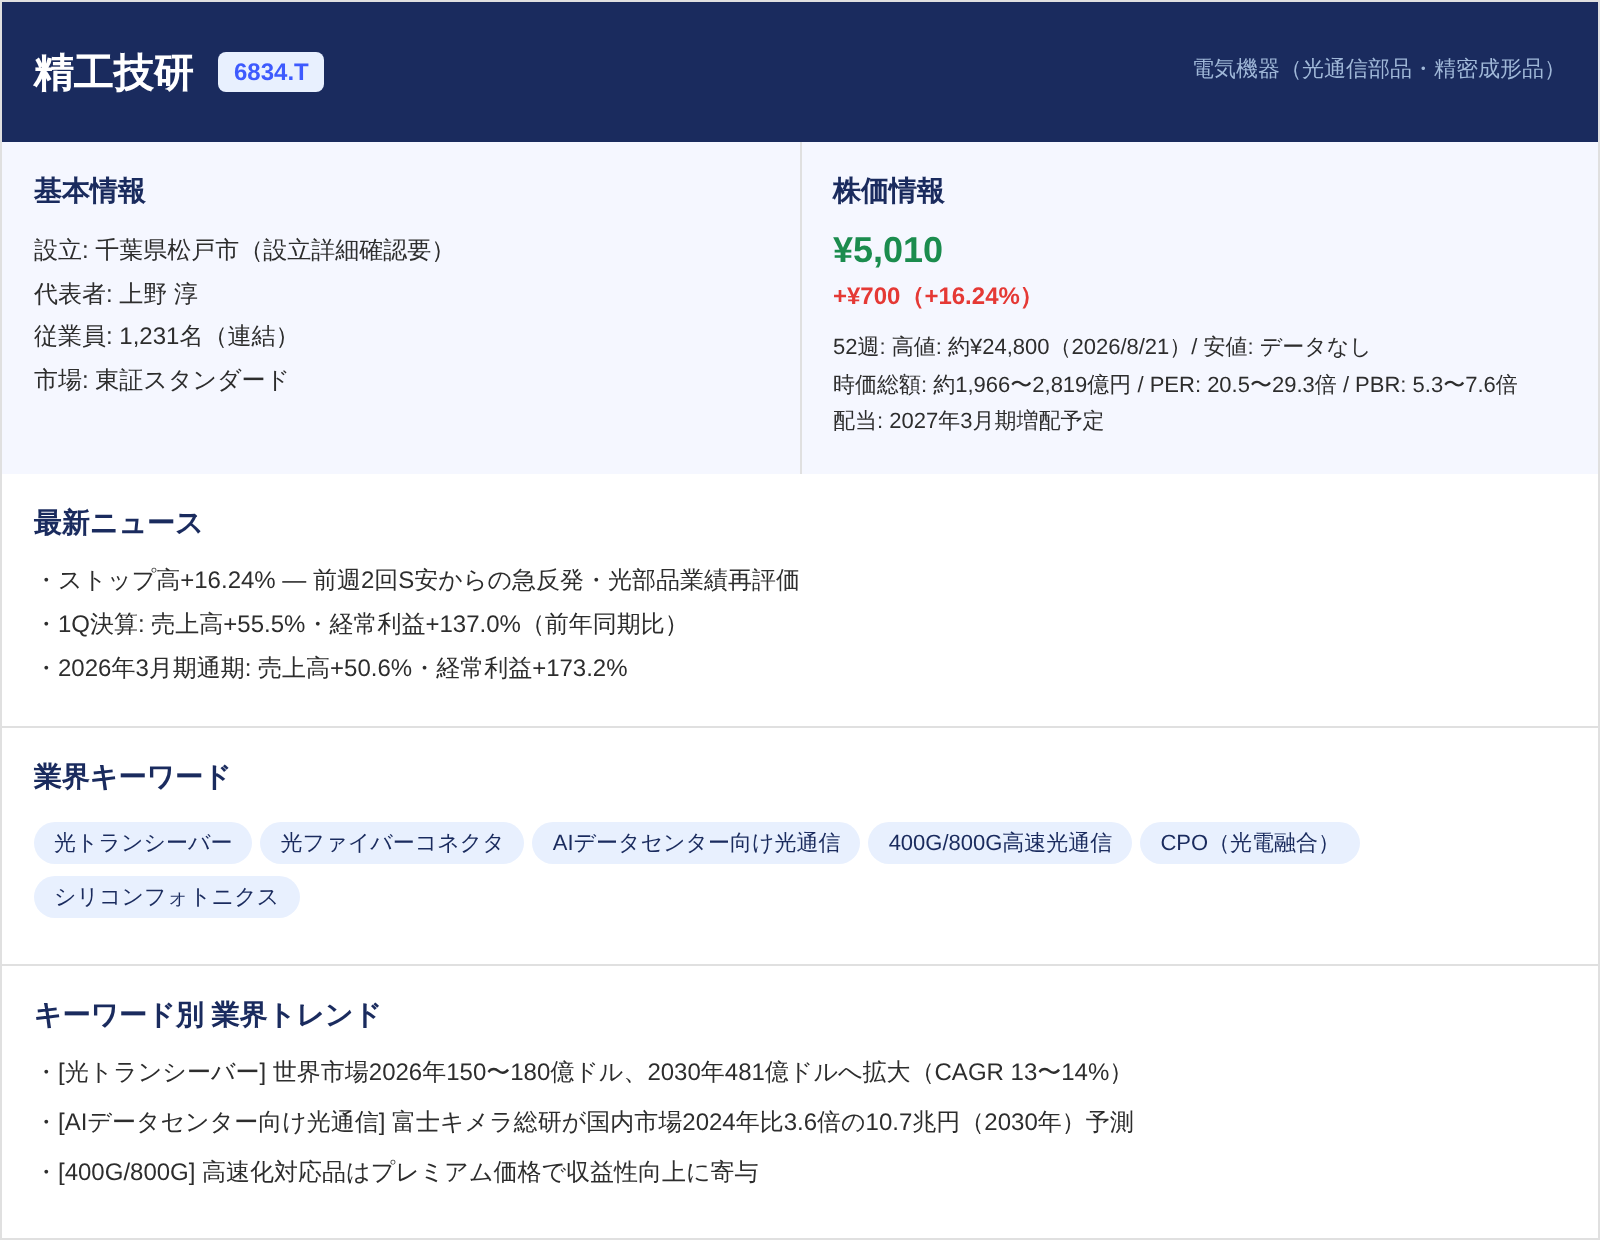 精工技研 6834.T
電気機器（光通信部品・精密成形品）
基本情報
設立: 千葉県松戸市（設立詳細確認要）
代表者: 上野 淳
従業員: 1,231名（連結）
市場: 東証スタンダード
株価情報
¥5,010
+¥700（+16.24%）
52週: 高値: 約¥24,800（2026/8/21）/ 安値: データなし
時価総額: 約1,966〜2,819億円 / PER: 20.5〜29.3倍 / PBR: 5.3〜7.6倍
配当: 2027年3月期増配予定
最新ニュース
・ストップ高+16.24% — 前週2回S安からの急反発・光部品業績再評価
・1Q決算: 売上高+55.5%・経常利益+137.0%（前年同期比）
・2026年3月期通期: 売上高+50.6%・経常利益+173.2%
業界キーワード
光トランシーバー 光ファイバーコネクタ AIデータセンター向け光通信 400G/800G高速光通信 CPO（光電融合）
シリコンフォトニクス
キーワード別 業界トレンド
・[光トランシーバー] 世界市場2026年150〜180億ドル、2030年481億ドルへ拡大（CAGR 13〜14%）
・[AIデータセンター向け光通信] 富士キメラ総研が国内市場2024年比3.6倍の10.7兆円（2030年）予測
・[400G/800G] 高速化対応品はプレミアム価格で収益性向上に寄与